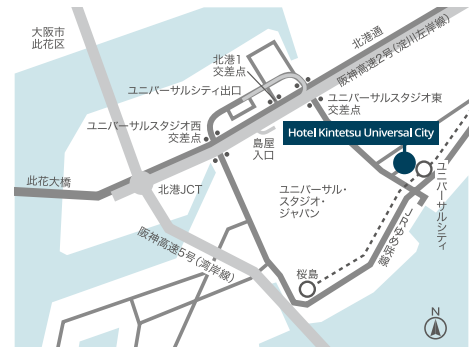 大阪市
此花区
北港通
阪神高速2号(淀川左岸線)
北港1
交差点
ユニバーサルシティ出口
ユニバーサルスタジオ東
交差点
ユニバーサルスタジオ西
交差点
島屋
入口
Hotel Kintetsu Universal City
此花大橋
北港JCT
ユニバーサル・
スタジオ・
ジャパン
ユニバーサルシティ
JRゆめ咲線
阪神高速5号(湾岸線)
桜島
N